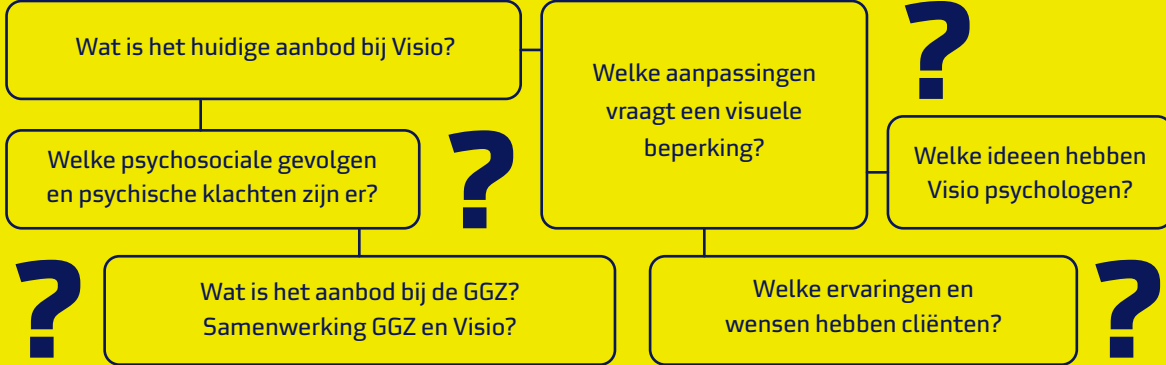 Wat is het huidige aanbod bij Visio?
Welke aanpassingen
vraagt een visuele
beperking?
?
Welke psychosociale gevolgen
en psychische klachten zijn er?
?
Welke ideeen hebben
Visio psychologen?
?
Wat is het aanbod bij de GGZ?
Samenwerking GGZ en Visio?
Welke ervaringen en
wensen hebben cliënten?
?